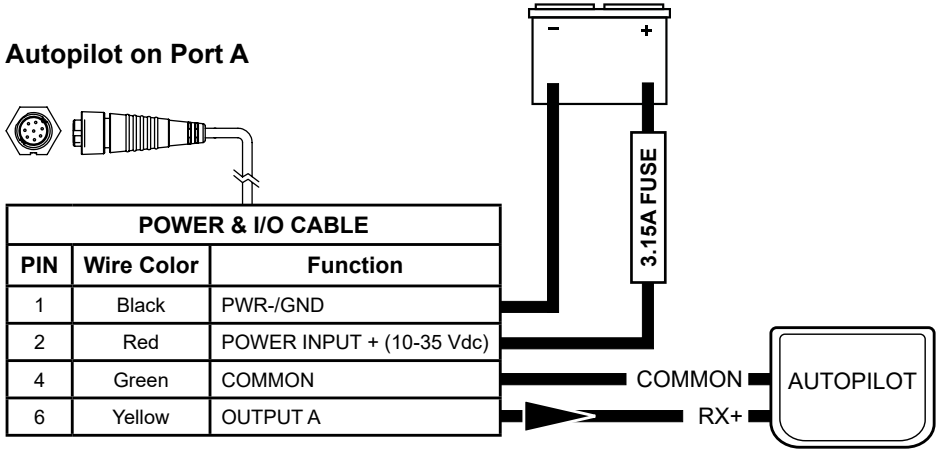 Autopilot on Port A
- +
3.15A FUSE
POWER & I/O CABLE
PIN Wire Color Function
1 Black PWR-/GND
2 Red POWER INPUT + (10-35 Vdc)
4 Green COMMON
6 Yellow OUTPUT A
COMMON
RX+
AUTOPILOT